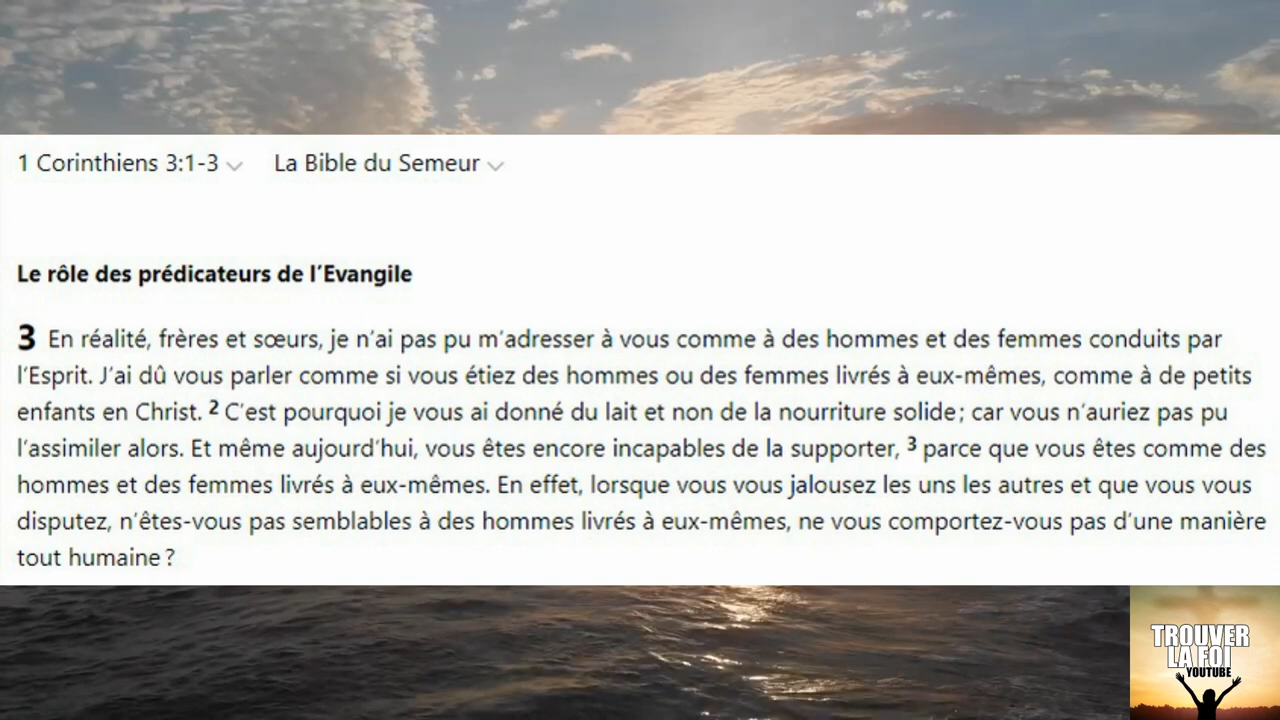 1 Corinthiens 3:1-3 La Bible du Semeur
Le rôle des prédicateurs de l’Evangile
3 En réalité, frères et sœurs, je n’ai pas pu m’adresser à vous comme à des hommes et des femmes conduits par
l’Esprit. J’ai dû vous parler comme si vous étiez des hommes ou des femmes livrés à eux-mêmes, comme à de petits
enfants en Christ. 2 C’est pourquoi je vous ai donné du lait et non de la nourriture solide ; car vous n’auriez pas pu
l’assimiler alors. Et même aujourd’hui, vous êtes encore incapables de la supporter, 3 parce que vous êtes comme des
hommes et des femmes livrés à eux-mêmes. En effet, lorsque vous vous jalousez les uns les autres et que vous vous
disputez, n’êtes-vous pas semblables à des hommes livrés à eux-mêmes, ne vous comportez-vous pas d’une manière
tout humaine ?
TROUVER
LA FOI
YOUTUBE